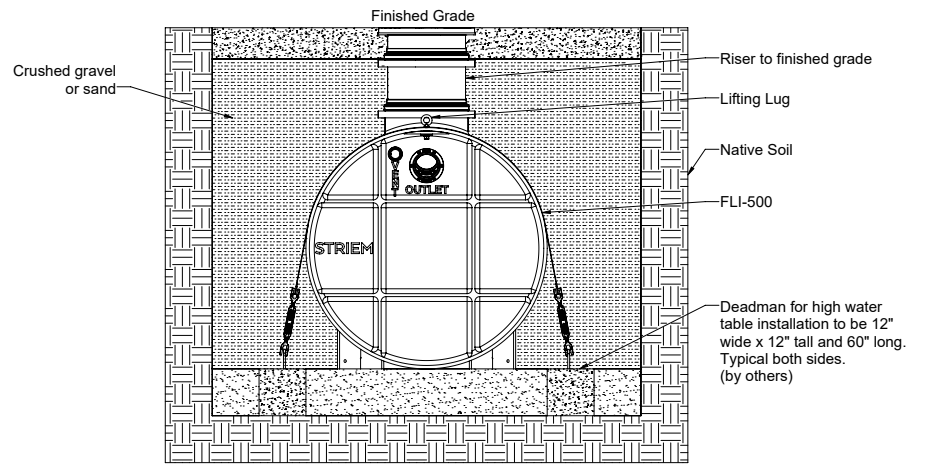 Finished Grade
Crushed gravel
or sand
Riser to finished grade
Lifting Lug
Native Soil
OUTLET
FLI-500
STRIEM
Deadman for high water
table installation to be 12"
wide x 12" tall and 60" long.
Typical both sides.
(by others)